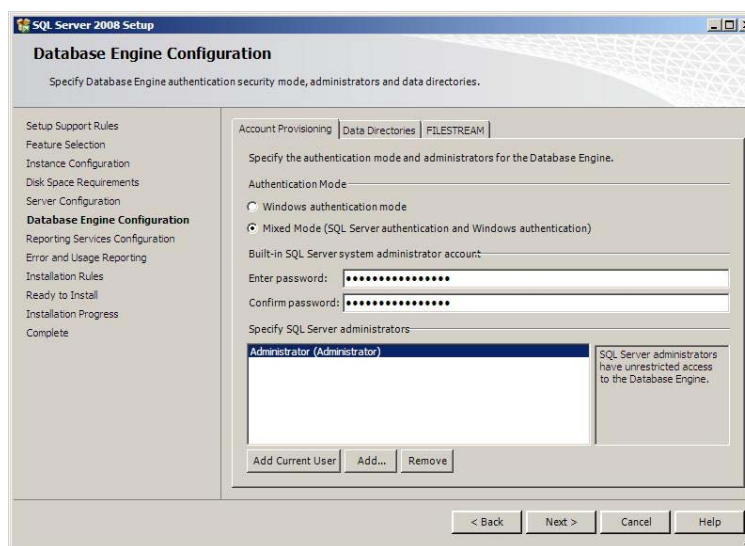 SQL Server 2008 Setup
Database Engine Configuration
Specify Database Engine authentication security mode, administrators and data directories.
Setup Support Rules
Feature Selection
Instance Configuration
Disk Space Requirements
Server Configuration
Database Engine Configuration
Reporting Services Configuration
Error and Usage Reporting
Installation Rules
Ready to Install
Installation Progress
Complete
Account Provisioning Data Directories FILESTREAM
Specify the authentication mode and administrators for the Database Engine.
Authentication Mode
Windows authentication mode
Mixed Mode (SQL Server authentication and Windows authentication)
Built-in SQL Server system administrator account
Enter password: ••••••••••••••••
Confirm password: ••••••••••••••••
Specify SQL Server administrators
Administrator (Administrator)
SQL Server administrators
have unrestricted access
to the Database Engine.
Add Current User Add... Remove
< Back Next > Cancel Help